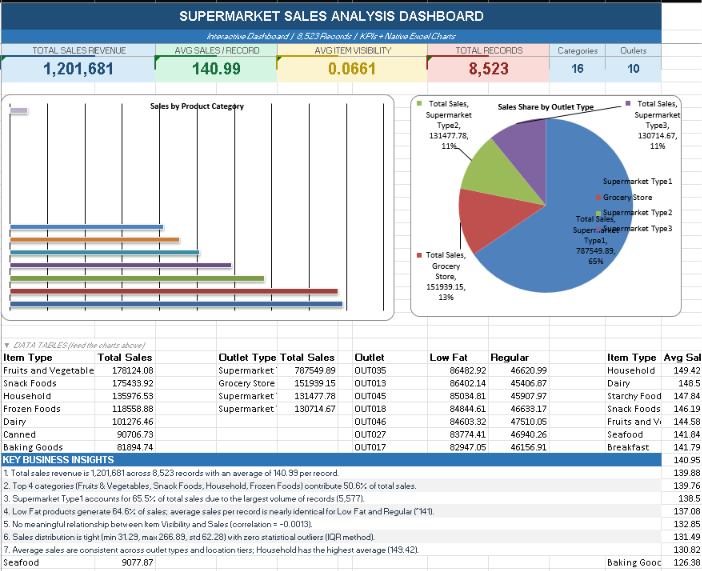 SUPERMARKET SALES ANALYSIS DASHBOARD
Interactive Dashboard | 8,523 Records | KPIs + Native Excel Charts
TOTAL SALES REVENUE AVG SALES / RECORD AVG ITEM VISIBILITY TOTAL RECORDS Categories Outlets
1,201,681 140.99 0.0661 8,523 16 10
Sales by Product Category
Sales Share by Outlet Type
Total Sales,
Supermarket
Type2,
131477.78,
11%
Total Sales,
Supermarket
Type3,
130714.67,
11%
Supermarket Type1
Grocery Store
Supermarket Type2
Supermarket Type3
Total Sales,
Supermarket
Type1,
787549.89,
65%
Total Sales,
Grocery
Store,
151939.15,
13%
▼ DATA TABLES (feed the charts above)
Item Type Total Sales Outlet Type Total Sales Outlet Low Fat Regular Item Type Avg Sal
Fruits and Vegetable 178124.08 Supermarket 787549.89 OUT035 86482.92 46620.99 Household 149.42
Snack Foods 175433.92 Grocery Store 151939.15 OUT013 86402.14 45406.87 Dairy 148.5
Household 135976.53 Supermarket 131477.78 OUT045 85034.81 45907.97 Starchy Food 147.84
Frozen Foods 118558.88 Supermarket 130714.67 OUT018 84844.61 46633.17 Snack Foods 146.19
Dairy 101276.46 OUT046 84603.32 47510.05 Fruits and V 144.58
Canned 90706.73 OUT027 83774.41 46940.26 Seafood 141.84
Baking Goods 81894.74 OUT017 82947.05 46156.91 Breakfast 141.79
KEY BUSINESS INSIGHTS 140.95
1. Total sales revenue is 1,201,681 across 8,523 records with an average of 140.99 per record. 139.88
2. Top 4 categories (Fruits & Vegetables, Snack Foods, Household, Frozen Foods) contribute 50.6% of total sales. 139.76
3. Supermarket Type1 accounts for 65.5% of total sales due to the largest volume of records (5,577). 138.5
4. Low Fat products generate 64.6% of sales; average sales per record is nearly identical for Low Fat and Regular (~141). 137.08
5. No meaningful relationship between Item Visibility and Sales (correlation = -0.0013). 132.85
6. Sales distribution is tight (min 31.29, max 266.89, std 62.28) with zero statistical outliers (IQR method). 131.49
7. Average sales are consistent across outlet types and location tiers; Household has the highest average (149.42). 130.82
Seafood 9077.87 Baking Good 126.38